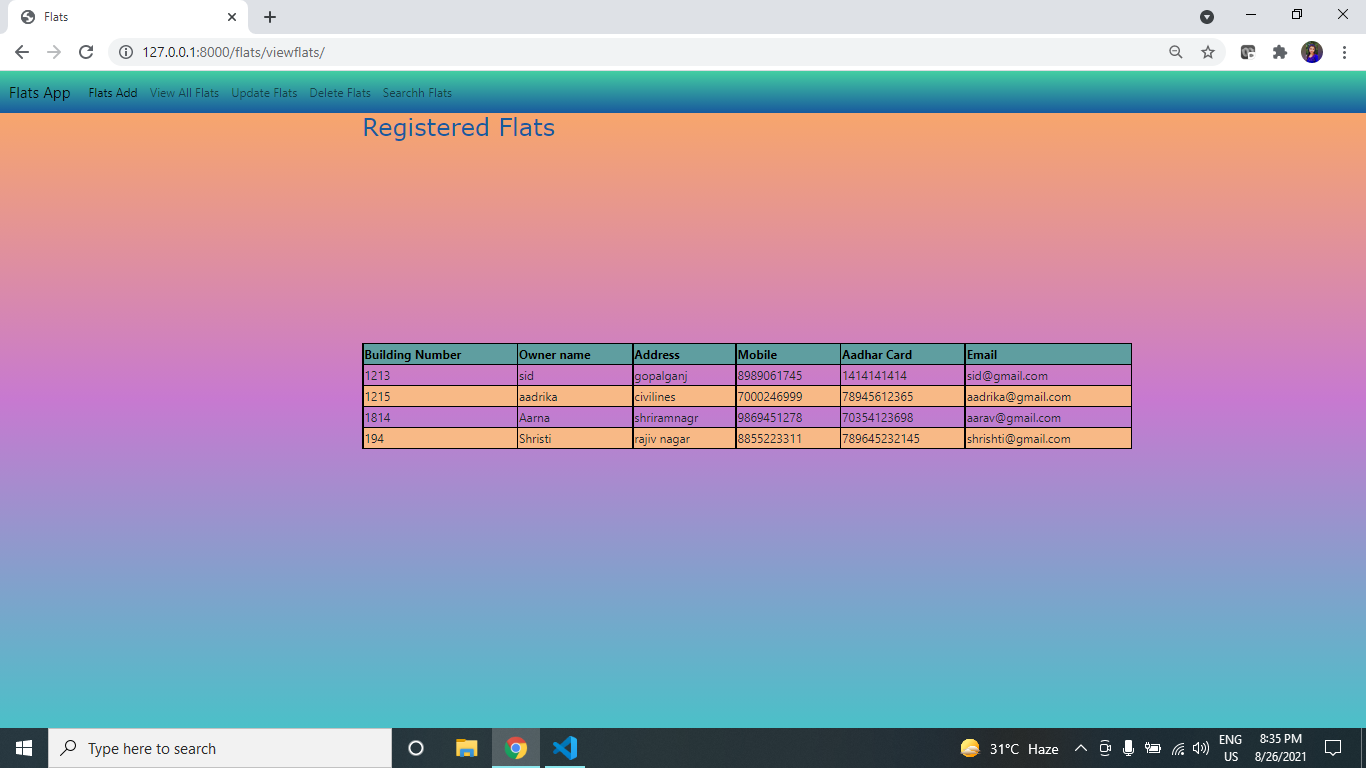 Flats
127.0.0.1:8000/flats/viewflats/
Flats App Flats Add View All Flats Update Flats Delete Flats Searchh Flats
Registered Flats
Building Number Owner name Address Mobile Aadhar Card Email
1213 sid gopalganj 8989061745 1414141414 sid@gmail.com
1215 aadrika civilines 7000246999 78945612365 aadrika@gmail.com
1814 Aarna shriramnagr 9869451278 70354123698 aarav@gmail.com
194 Shristi rajiv nagar 8855223311 789645232145 shrishti@gmail.com
Type here to search
31°C Haze
ENG
US
8:35 PM
8/26/2021